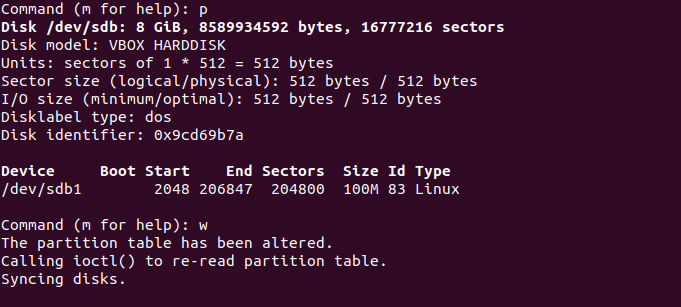 Command (m for help): p
Disk /dev/sdb: 8 GiB, 8589934592 bytes, 16777216 sectors
Disk model: VBOX HARDDISK
Units: sectors of 1 * 512 = 512 bytes
Sector size (logical/physical): 512 bytes / 512 bytes
I/O size (minimum/optimal): 512 bytes / 512 bytes
Disklabel type: dos
Disk identifier: 0x9cd69b7a
Device     Boot Start    End Sectors  Size Id Type
/dev/sdb1        2048 206847  204800  100M 83 Linux
Command (m for help): w
The partition table has been altered.
Calling ioctl() to re-read partition table.
Syncing disks.